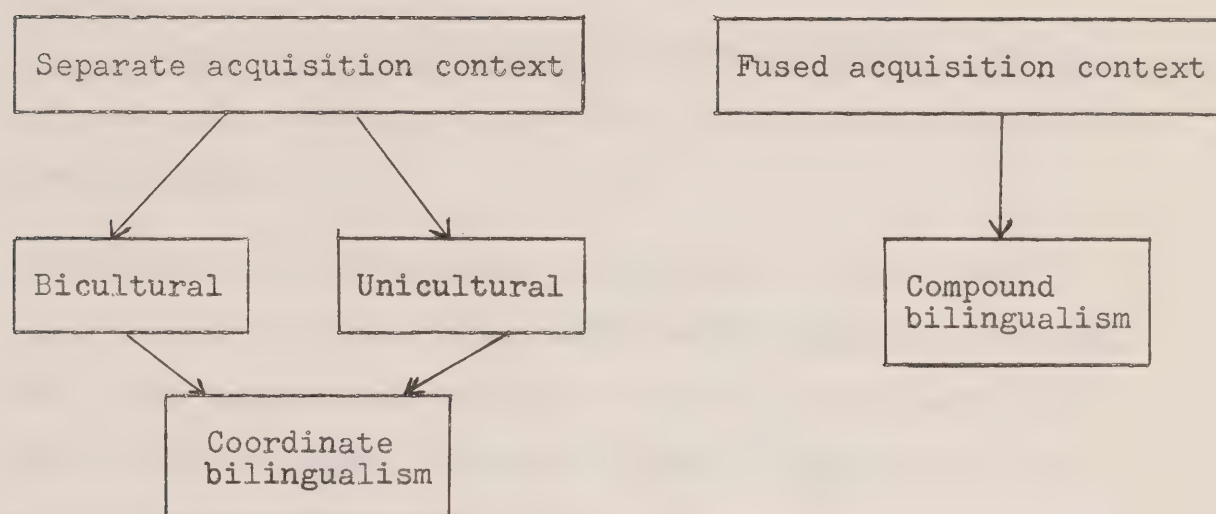 Separate acquisition context
Fused acquisition context
Bicultural
Unicultural
Compound
bilingualism
Coordinate
bilingualism